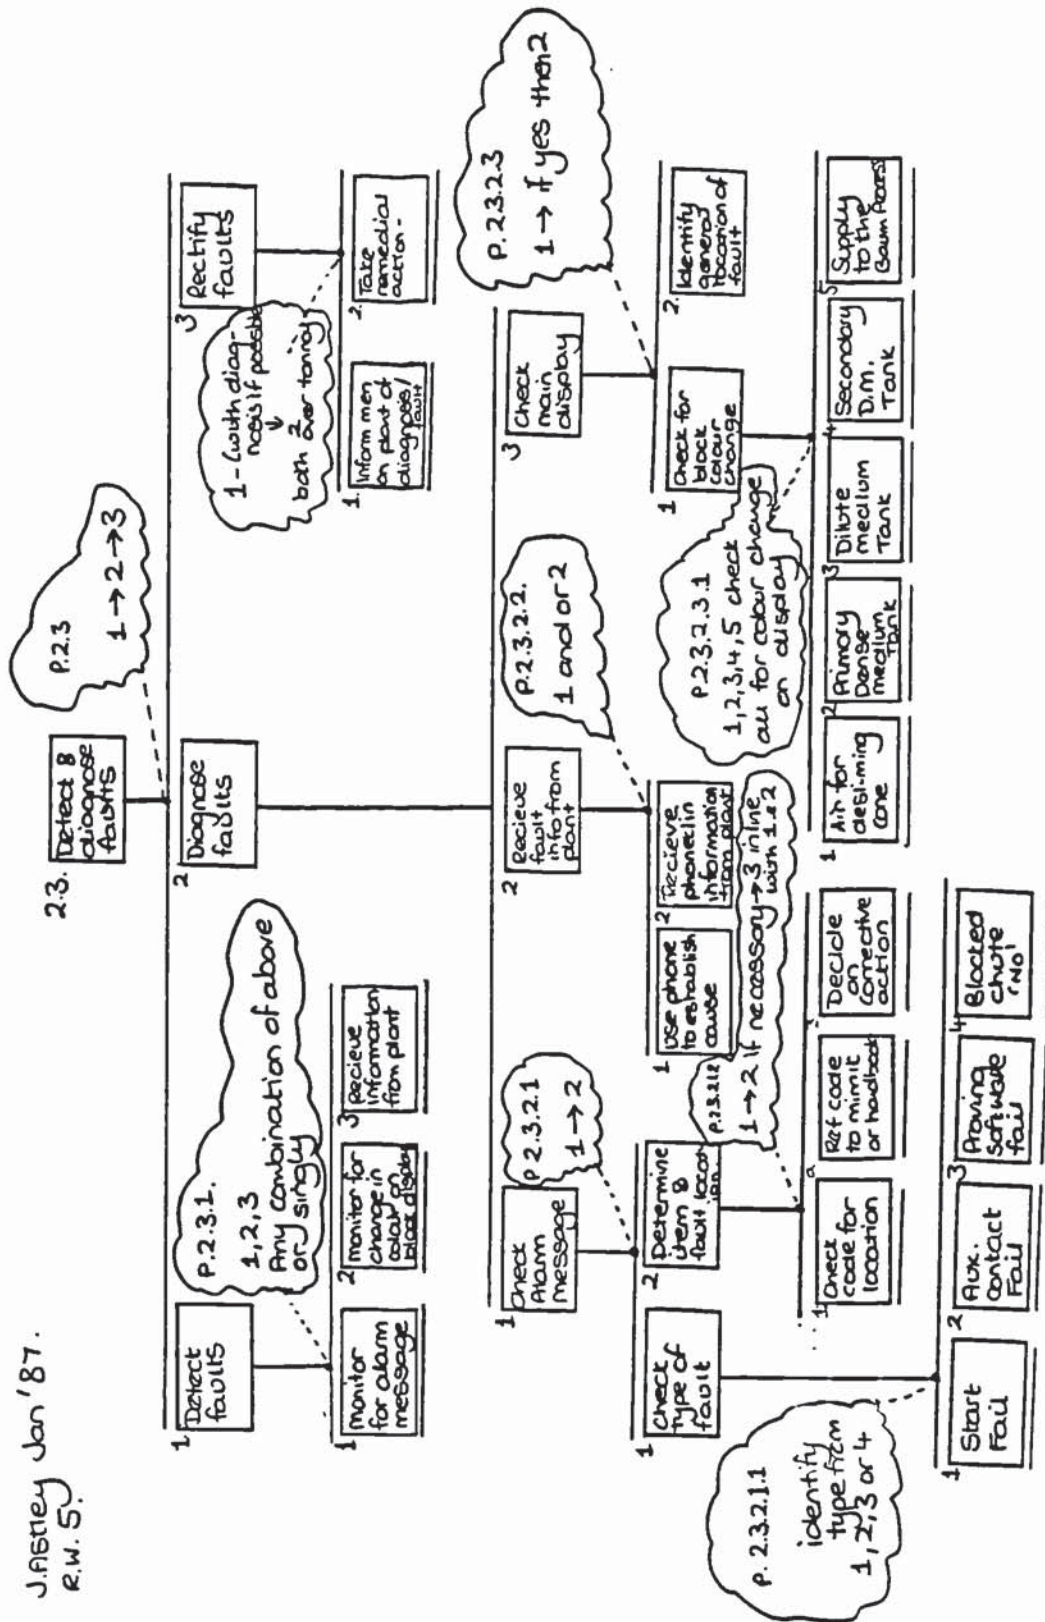 J.Astley Jan '87.
R.W. S.
2.3. Detect &
diagnose
faults
P.2.3
1 → 2 → 3
1 Detect
faults
P.2.3.1.
1,2,3
Any combination of above
or singly
2 Diagnose
faults
3 Rectify
faults
1-(with diag-
nosis if possible
↓
2
both over tannoy
1 Monitor
for alarm
message
2 Monitor for
change in
colour on
block display
3 Recieve
information
from plant
1. Inform men
on plant of
diagnosis/
fault
2. Take
remedial
action-
1 Check
Alarm
message
P.2.3.2.1
1 → 2
2 Recieve
fault
info from
plant
P.2.3.2.2.
1 and or 2
3 Check
main
display
P.2.3.2.3
1 → if yes then 2
1 Check
type of
fault
2 Determine
item &
fault locat
ion
P.2.3.2.1.2
1 → 2 If necessary → 3 inline
with 1 & 2
1 Use phone
to establish
cause
2 Recieve
phoned in
information
from plant
1 Check for
block
colour
change
2. Identify
general
location of
fault
P.2.3.2.3.1
1,2,3,4,5 check
all for colour change
on display
P. 2.3.2.1.1
identify
type from
1,2,3 or 4
1 Check
code for
location
2 Ref code
to mimic
or handbook
3 Decide
on
corrective
action
1 Air for
desliming
cone
2 Primary
Dense
medium
Tank
3 Dilute
medium
Tank
4 Secondary
D.M.
Tank
5 Supply
to the
Baum Process
1 Start
Fail
2 Aux.
Contact
Fail
3 Proving
Software
fail
4 Blocked
chute
'No'